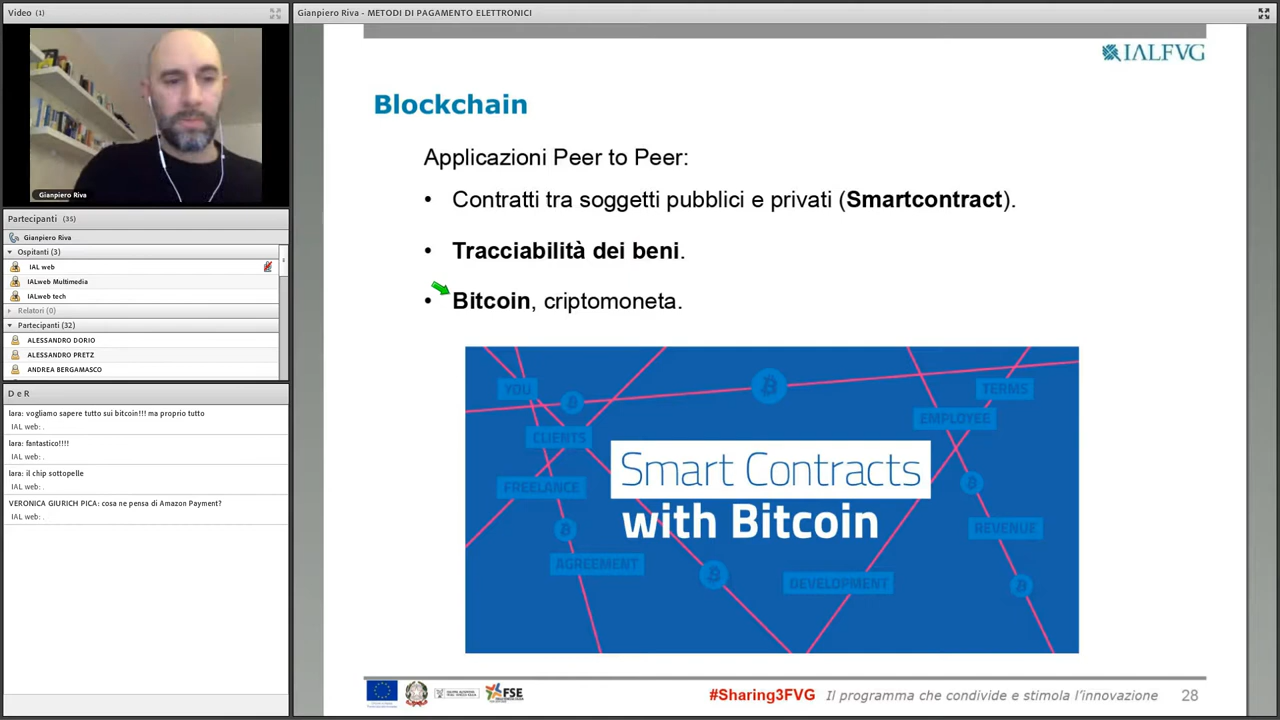 Video (1)
Gianpiero Riva - METODI DI PAGAMENTO ELETTRONICI
Gianpiero Riva
Partecipanti (35)
Gianpiero Riva
Ospitanti (3)
IAL web
IALweb Multimedia
IALweb tech
Relatori (0)
Partecipanti (32)
ALESSANDRO DORIO
ALESSANDRO PRETZ
ANDREA BERGAMASCO
D e R
lara: vogliamo sapere tutto sui bitcoin!!! ma proprio tutto
IAL web: .
lara: fantastico!!!!
IAL web: .
lara: il chip sottopelle
IAL web: .
VERONICA GIURICH PICA: cosa ne pensa di Amazon Payment?
IAL web: .
IALFVG
Blockchain
Applicazioni Peer to Peer:
• Contratti tra soggetti pubblici e privati (Smartcontract).
• Tracciabilità dei beni.
• Bitcoin, criptomoneta.
YOU
TERMS
EMPLOYEE
CLIENTS
Smart Contracts
with Bitcoin
FREELANCE
REVENUE
AGREEMENT
DEVELOPMENT
FSE
#Sharing3FVG Il programma che condivide e stimola l'innovazione 28